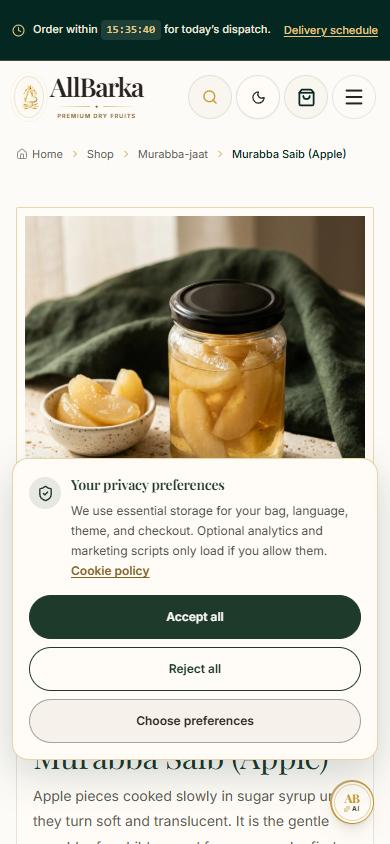 Order within 15:35:40 for today's dispatch. Delivery schedule
AllBarka
PREMIUM DRY FRUITS
Home > Shop > Murabba-jaat > Murabba Saib (Apple)
Your privacy preferences
We use essential storage for your bag, language,
theme, and checkout. Optional analytics and
marketing scripts only load if you allow them.
Cookie policy
Accept all
Reject all
Choose preferences
Murabba Saib (Apple)
Apple pieces cooked slowly in sugar syrup
they turn soft and translucent. It is the gentle
AB
AI